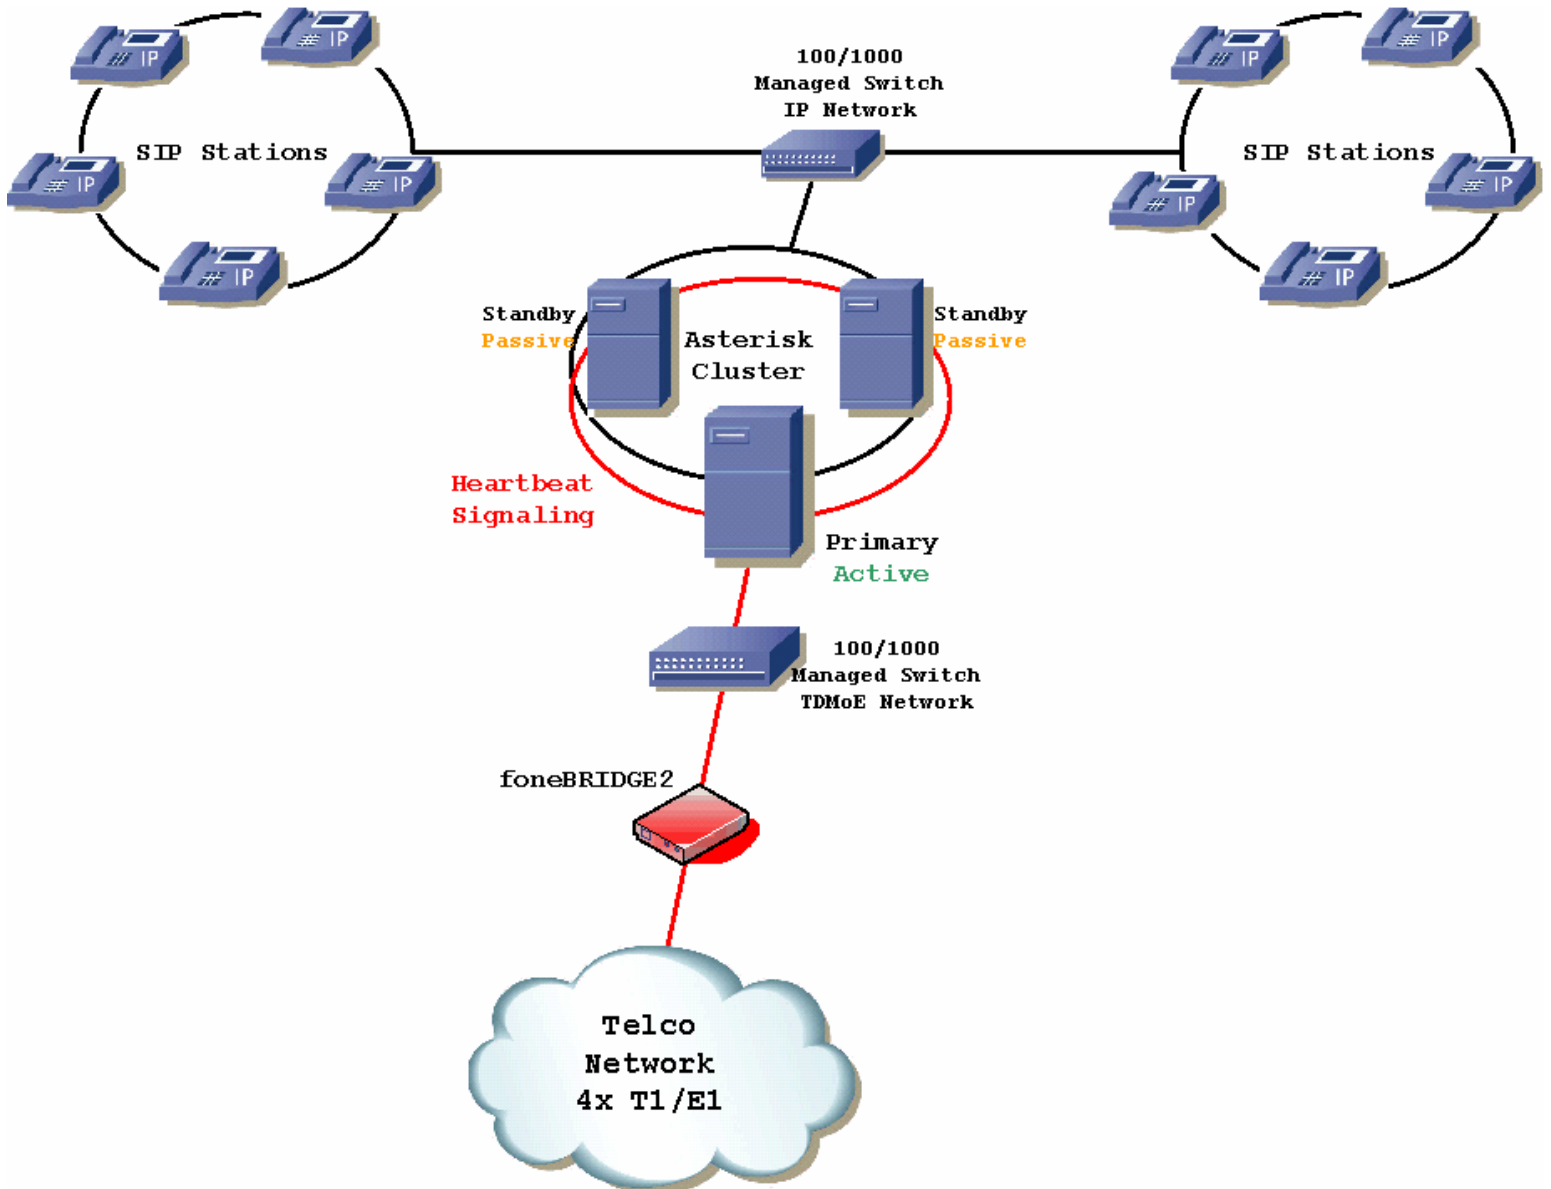 IP
IP
IP
IP
IP
SIP Stations
100/1000
Managed Switch
IP Network
IP
IP
IP
IP
IP
SIP Stations
Standby
Passive
Asterisk
Cluster
Standby
Passive
Heartbeat
Signaling
Primary
Active
100/1000
Managed Switch
TDMoE Network
foneBRIDGE2
Telco
Network
4x T1/E1